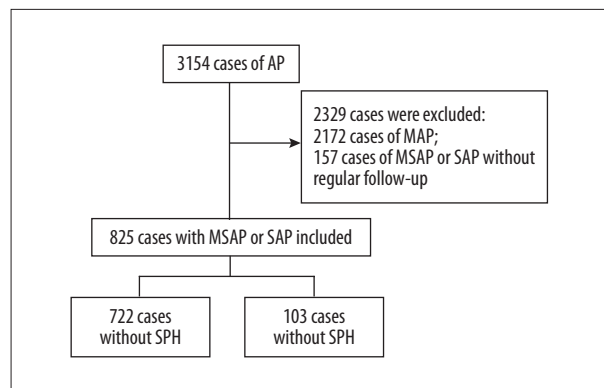 3154 cases of AP
2329 cases were excluded:
2172 cases of MAP;
157 cases of MSAP or SAP without
regular follow-up
825 cases with MSAP or SAP included
722 cases
without SPH
103 cases
without SPH